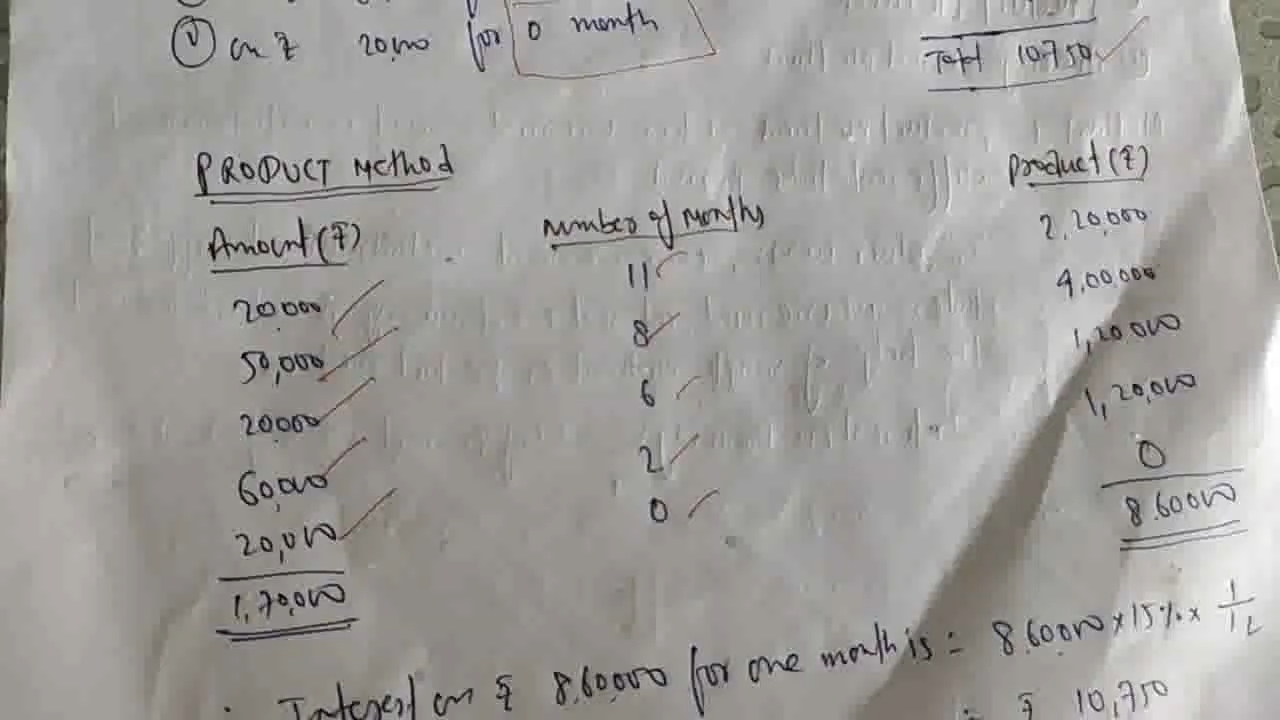 (v) on ₹ 20,000 for 0 month
Total 10,750
PRODUCT Method
Amount (₹) Number of Months Product (₹)
20,000 11 2,20,000
50,000 8 4,00,000
20,000 6 1,20,000
60,000 2 1,20,000
20,000 0 0
1,70,000 8,60,000
∴ Interest on ₹ 8,60,000 for one month is = 8,60,000 × 15% × 1/12
= ₹ 10,750